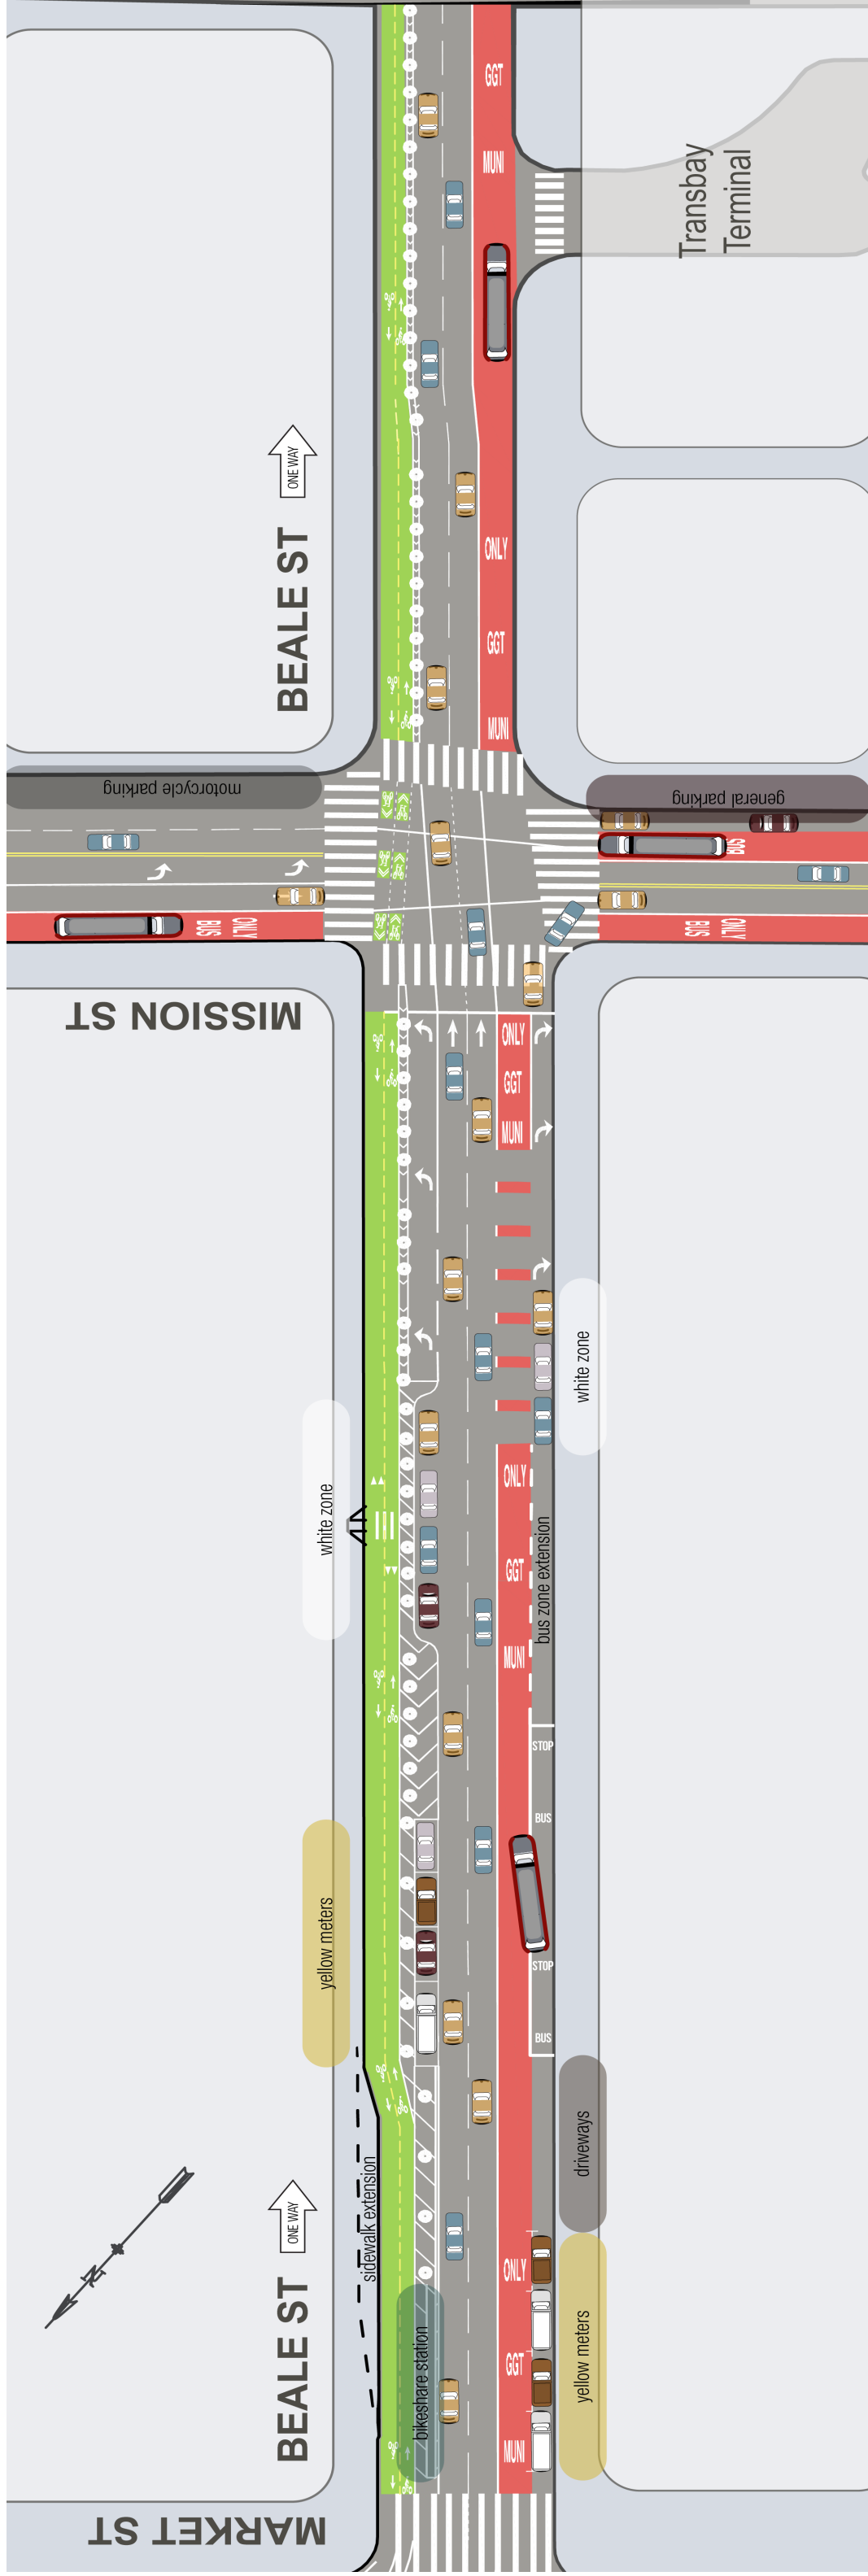 GGT
MUNI
Transbay
Terminal
ONE WAY
BEALE ST
ONLY
GGT
MUNI
motorcycle parking
general parking
BUS
ONLY
BUS
ONLY
BUS
MISSION ST
ONLY
GGT
MUNI
white zone
white zone
ONLY
GGT
MUNI
bus zone extension
STOP
BUS
yellow meters
STOP
BUS
driveways
sidewalk extension
ONE WAY
BEALE ST
ONLY
GGT
MUNI
bikeshare station
yellow meters
N
MARKET ST